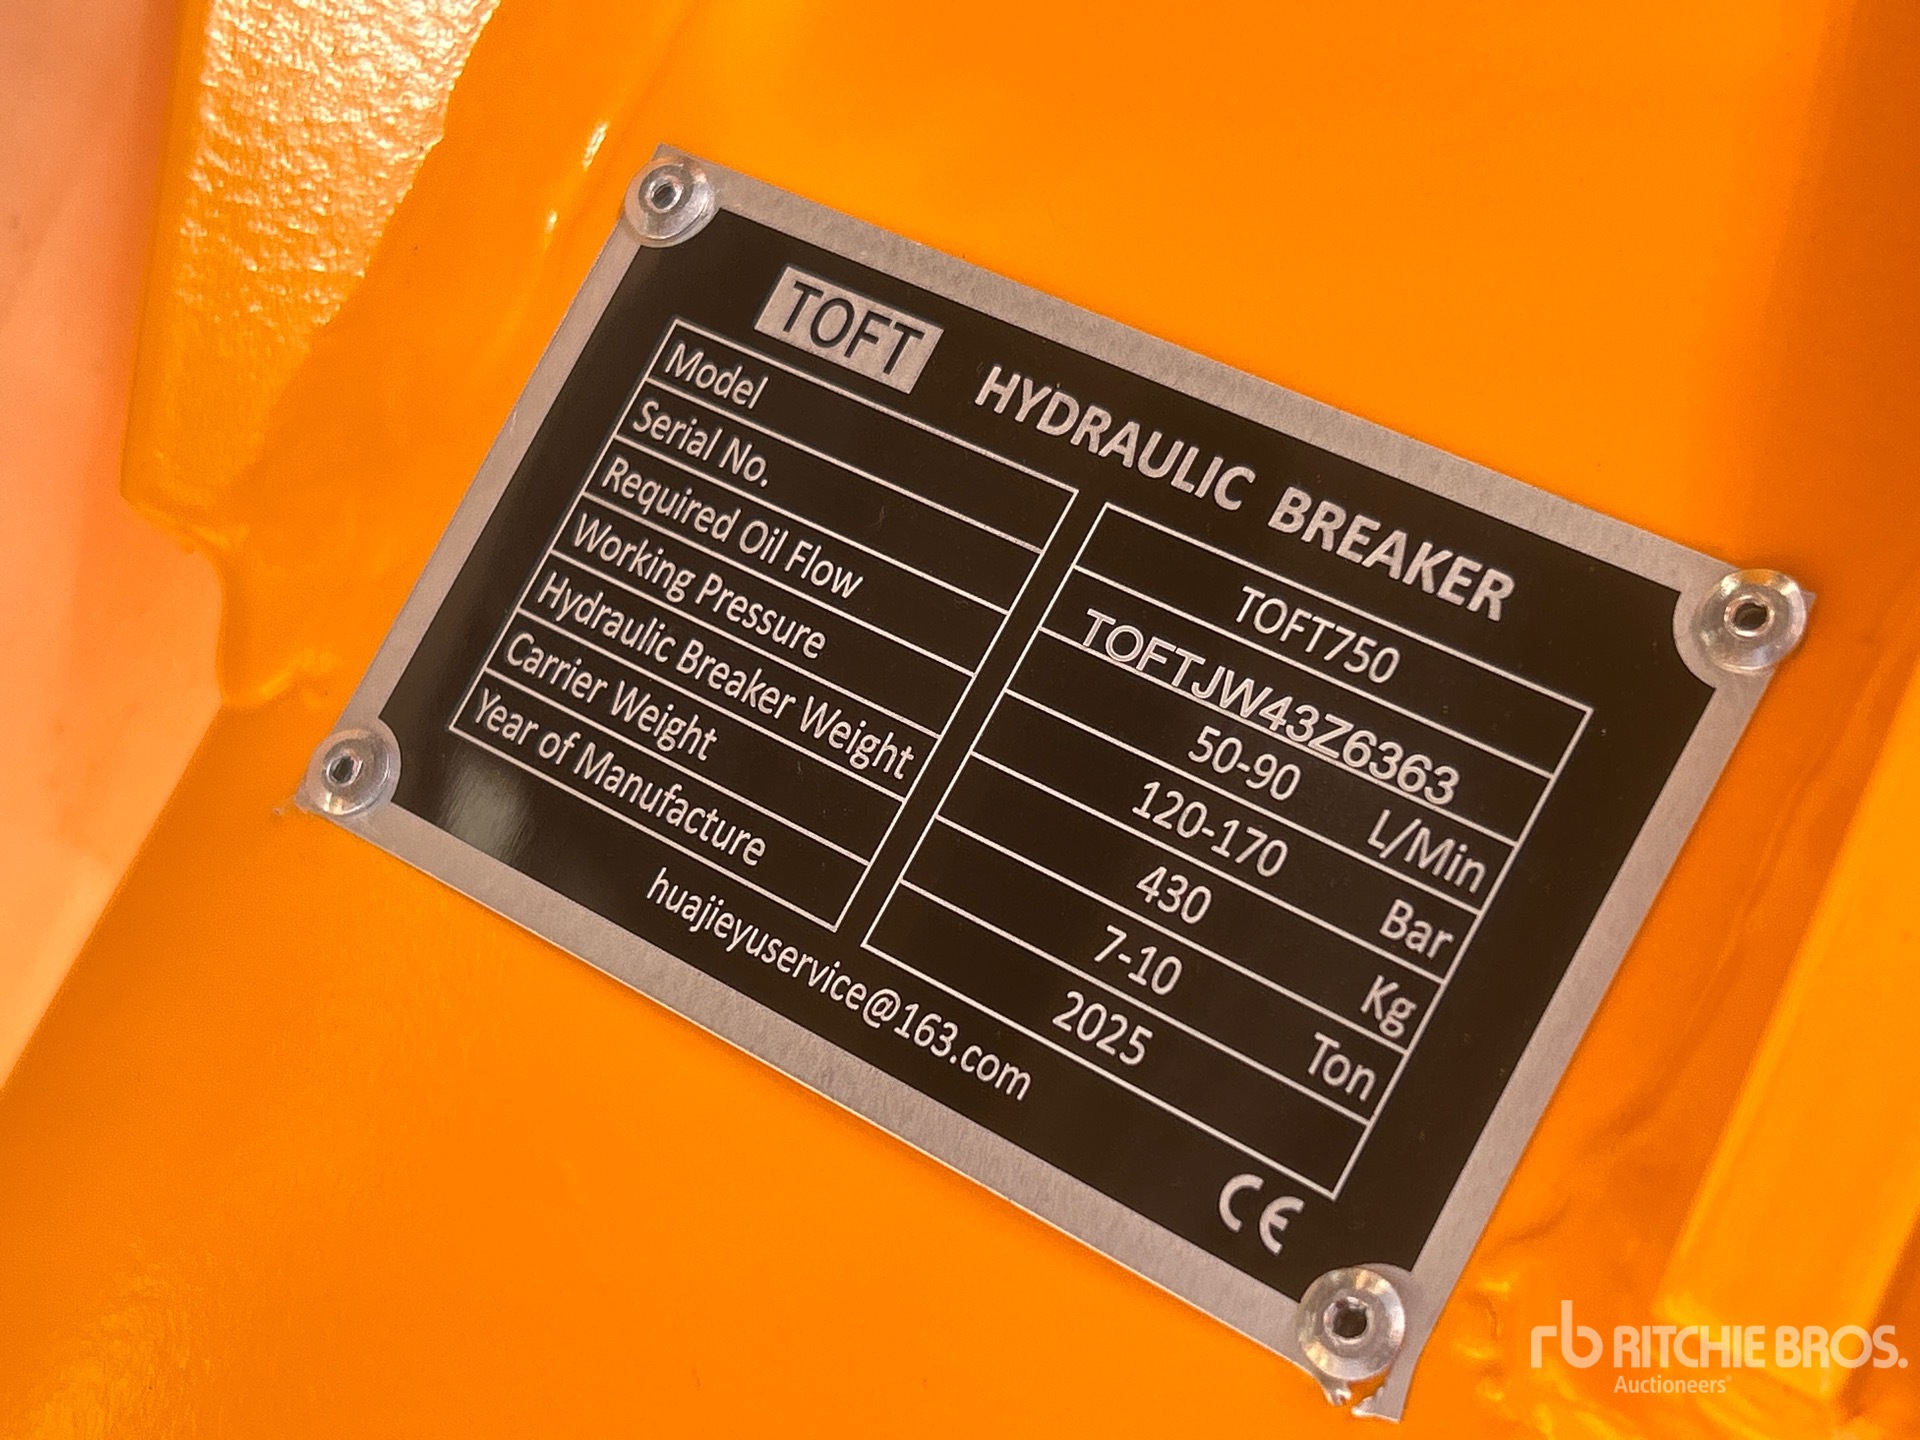 TOFT HYDRAULIC BREAKER
Model TOFT750
Serial No. TOFTJW43Z6363
Required Oil Flow 50-90 L/Min
Working Pressure 120-170 Bar
Hydraulic Breaker Weight 430 Kg
Carrier Weight 7-10 Ton
Year of Manufacture 2025
huajieyuservice@163.com
CE
rb RITCHIE BROS.
Auctioneers